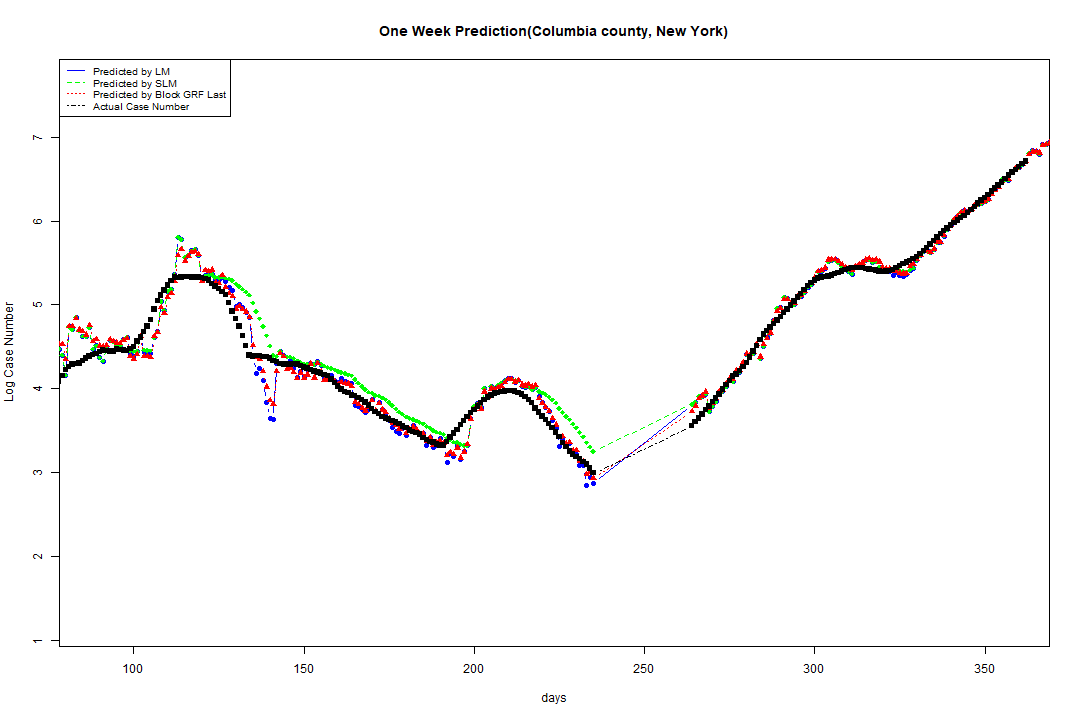 One Week Prediction(Columbia county, New York)
Predicted by LM
Predicted by SLM
Predicted by Block GRF Last
Actual Case Number
7
6
5
4
3
2
1
Log Case Number
100 150 200 250 300 350
days